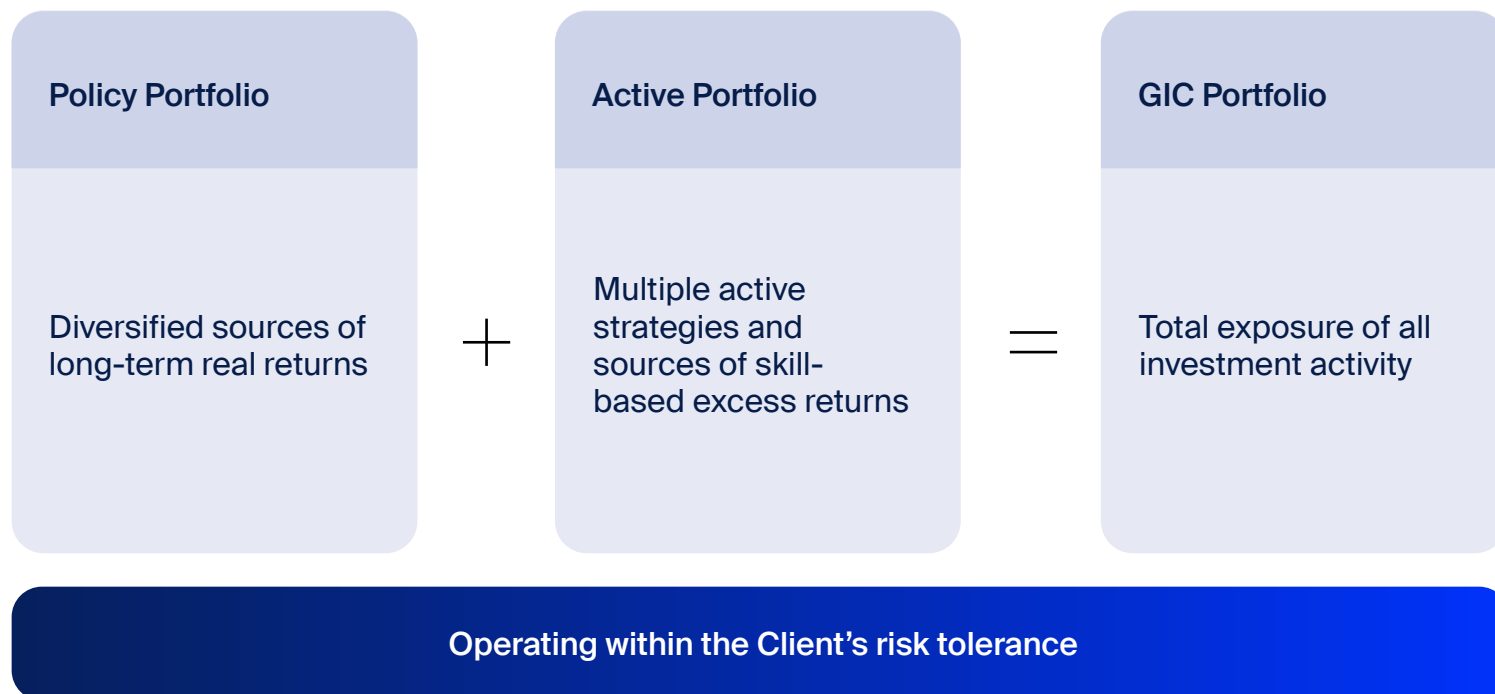 Policy Portfolio
Diversified sources of
long-term real returns
+
Active Portfolio
Multiple active
strategies and
sources of skill-
based excess returns
=
GIC Portfolio
Total exposure of all
investment activity
Operating within the Client’s risk tolerance